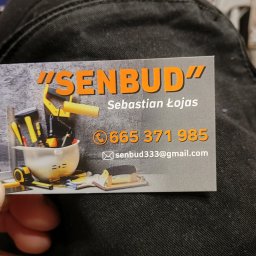 "SENBUD"
Sebastian Łojas
665 371 985
senbud333@gmail.com